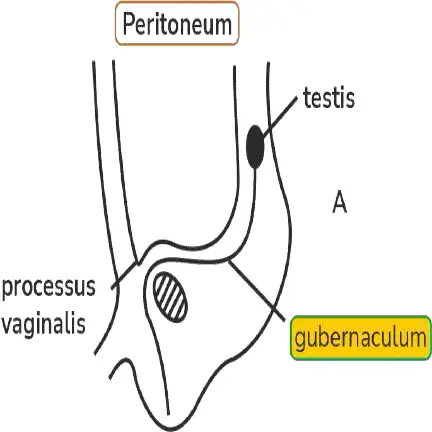 Peritoneum
testis
A
processus
vaginalis
gubernaculum